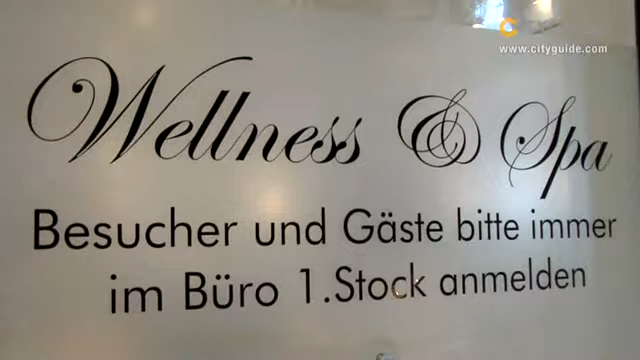 www.cityguide.com
Wellness & Spa
Besucher und Gäste bitte immer
im Büro 1.Stock anmelden